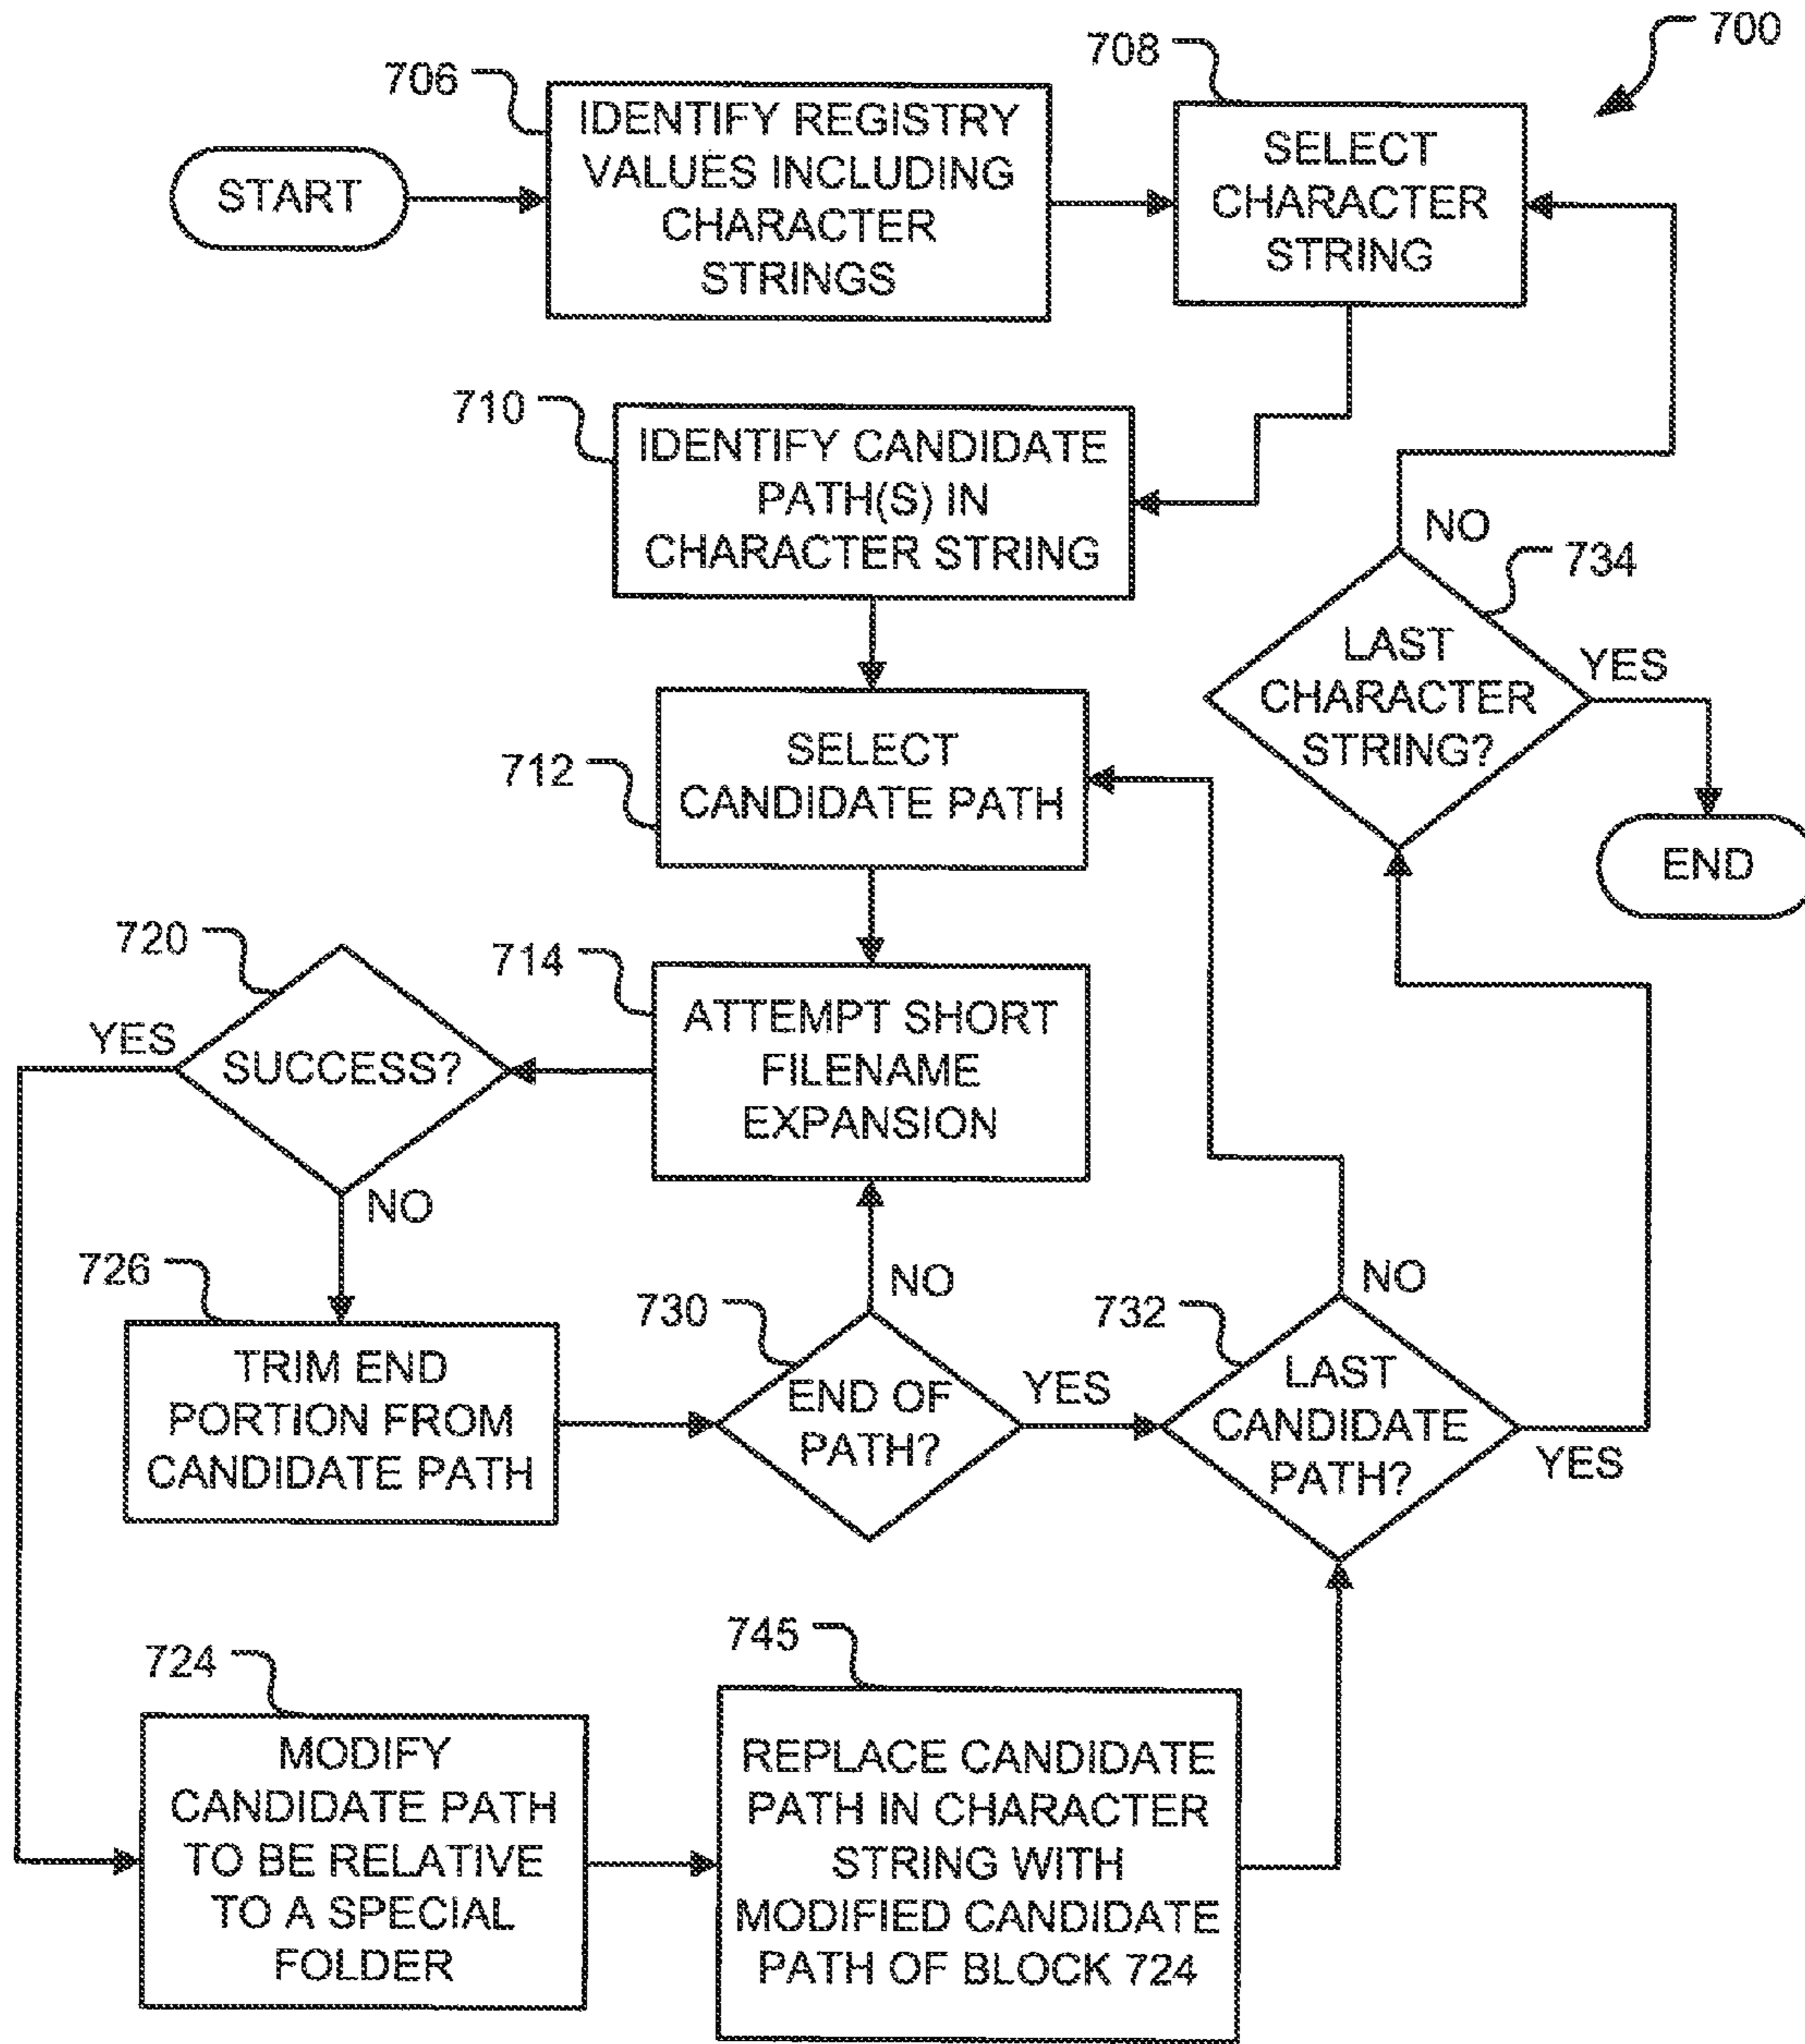 700
708
706
START
IDENTIFY REGISTRY
VALUES INCLUDING
CHARACTER
STRINGS
SELECT
CHARACTER
STRING
710
IDENTIFY CANDIDATE
PATH(S) IN
CHARACTER STRING
NO
734
LAST
CHARACTER
STRING?
YES
END
712
SELECT
CANDIDATE PATH
720
YES
SUCCESS?
NO
714
ATTEMPT SHORT
FILENAME
EXPANSION
726
TRIM END
PORTION FROM
CANDIDATE PATH
730
NO
END OF
PATH?
YES
732
NO
LAST
CANDIDATE
PATH?
YES
724
MODIFY
CANDIDATE PATH
TO BE RELATIVE
TO A SPECIAL
FOLDER
745
REPLACE CANDIDATE
PATH IN CHARACTER
STRING WITH
MODIFIED CANDIDATE
PATH OF BLOCK 724